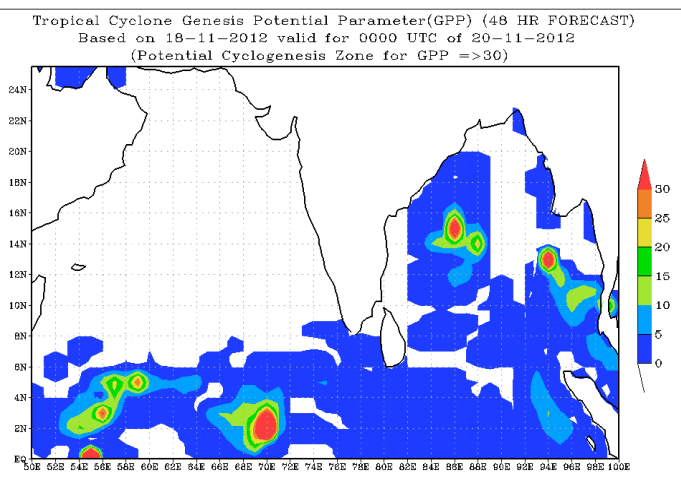 Tropical Cyclone Genesis Potential Parameter(GPP) (48 HR FORECAST)
Based on 18-11-2012 valid for 0000 UTC of 20-11-2012
(Potential Cyclogenesis Zone for GPP =>30)
24N
22N
20N
18N
16N
14N
12N
10N
8N
6N
4N
2N
EQ
50E 52E 54E 56E 58E 60E 62E 64E 66E 68E 70E 72E 74E 76E 78E 80E 82E 84E 86E 88E 90E 92E 94E 96E 98E 100E
30
25
20
15
10
5
0